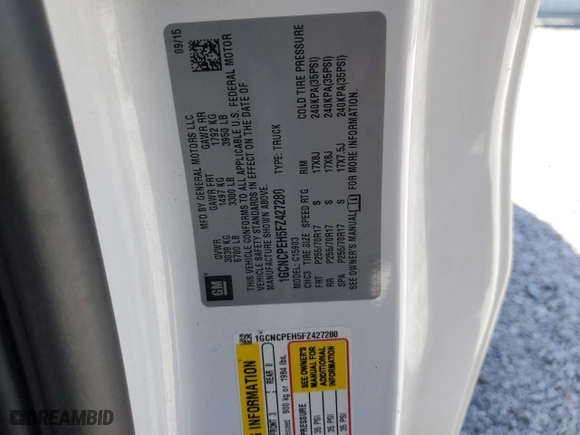 09/15
MFD BY GENERAL MOTORS LLC
GVWR GAWR FRT GAWR RR
3039 KG 1497 KG 1792 KG
6700 LB 3300 LB 3950 LB
THIS VEHICLE CONFORMS TO ALL APPLICABLE U.S. FEDERAL MOTOR
VEHICLE SAFETY STANDARDS IN EFFECT ON THE DATE OF
MANUFACTURE SHOWN ABOVE.
1GCNCPEH5FZ427280 TYPE: TRUCK
MODEL: C15903
CHC3 TIRE SIZE SPEED RTG RIM COLD TIRE PRESSURE
FRT P255/70R17 S 17X8J 240KPA(35PSI)
RR P255/70R17 S 17X8J 240KPA(35PSI)
SPA P255/70R17 S 17X7.5J 240KPA(35PSI)
SEE OWNER'S MANUAL FOR MORE INFORMATION.
GM
1GCNCPEH5FZ427280
INFORMATION
FRONT 3 REAR 0
exceed 900 kg or 1984 lbs.
PRESSURE
35 PSI
35 PSI
35 PSI
SEE OWNER'S
MANUAL FOR
ADDITIONAL
INFORMATION
DREAMBID